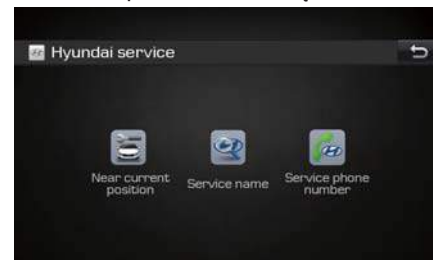 Hyundai service
Near current
position
Service name
Service phone
number